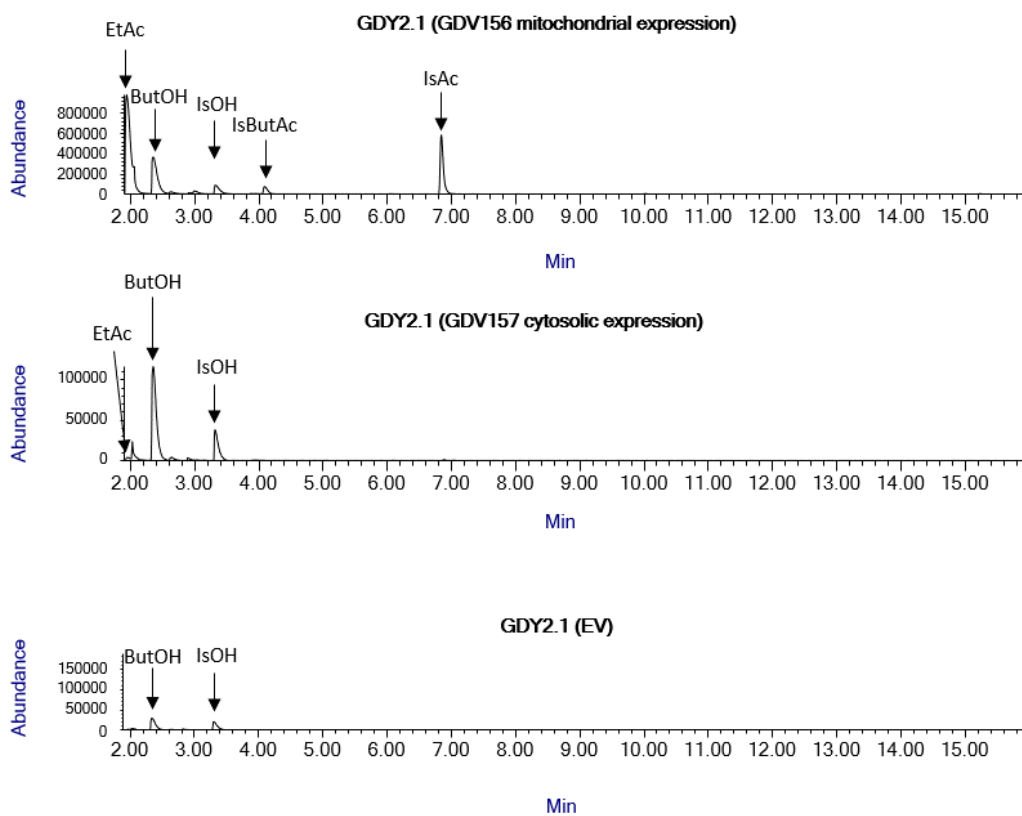 GDY2.1 (GDV156 mitochondrial expression)
EtAc
ButOH
IsOH
IsButAc
IsAc
Abundance
800000
600000
400000
200000
0
2.00 3.00 4.00 5.00 6.00 7.00 8.00 9.00 10.00 11.00 12.00 13.00 14.00 15.00
Min
ButOH
GDY2.1 (GDV157 cytosolic expression)
EtAc
IsOH
Abundance
100000
50000
0
2.00 3.00 4.00 5.00 6.00 7.00 8.00 9.00 10.00 11.00 12.00 13.00 14.00 15.00
Min
GDY2.1 (EV)
ButOH
IsOH
Abundance
150000
100000
50000
0
2.00 3.00 4.00 5.00 6.00 7.00 8.00 9.00 10.00 11.00 12.00 13.00 14.00 15.00
Min